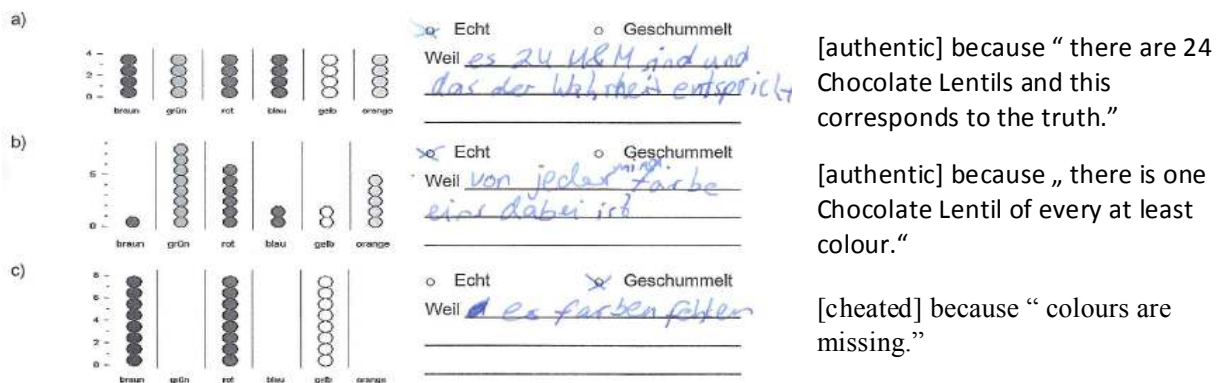 a)
4
2
0
braun grün rot blau gelb orange
Echt Geschummelt
Weil es 24 M&M sind und
das der Wahrheit entspricht
[authentic] because “ there are 24
Chocolate Lentils and this
corresponds to the truth.”
b)
5
0
braun grün rot blau gelb orange
Echt Geschummelt
Weil von jeder mind. farbe
eins dabei ist
[authentic] because „ there is one
Chocolate Lentil of every at least
colour.“
c)
8
6
4
2
0
braun grün rot blau gelb orange
Echt Geschummelt
Weil es farben fehlen
[cheated] because “ colours are
missing.”